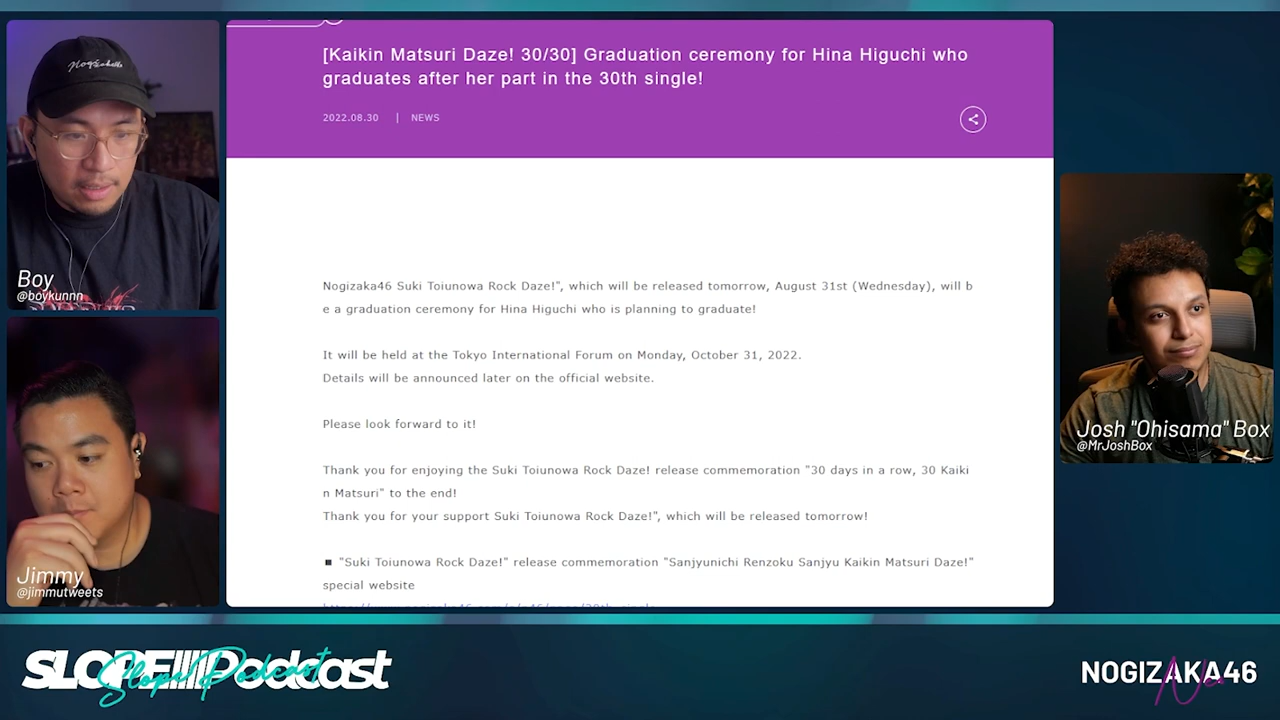 [Kaikin Matsuri Daze! 30/30] Graduation ceremony for Hina Higuchi who
graduates after her part in the 30th single!
2022.08.30 | NEWS
Nogizaka46 Suki Toiunowa Rock Daze!", which will be released tomorrow, August 31st (Wednesday), will b
e a graduation ceremony for Hina Higuchi who is planning to graduate!
It will be held at the Tokyo International Forum on Monday, October 31, 2022.
Details will be announced later on the official website.
Please look forward to it!
Thank you for enjoying the Suki Toiunowa Rock Daze! release commemoration "30 days in a row, 30 Kaiki
n Matsuri" to the end!
Thank you for your support Suki Toiunowa Rock Daze!", which will be released tomorrow!
■ "Suki Toiunowa Rock Daze!" release commemoration "Sanjyunichi Renzoku Sanjyu Kaikin Matsuri Daze!"
special website
Boy
@boykunnn
Jimmy
@jimmutweets
Josh "Ohisama" Box
@MrJoshBox
SLOPE Podcast
Slope Podcast
NOGIZAKA46